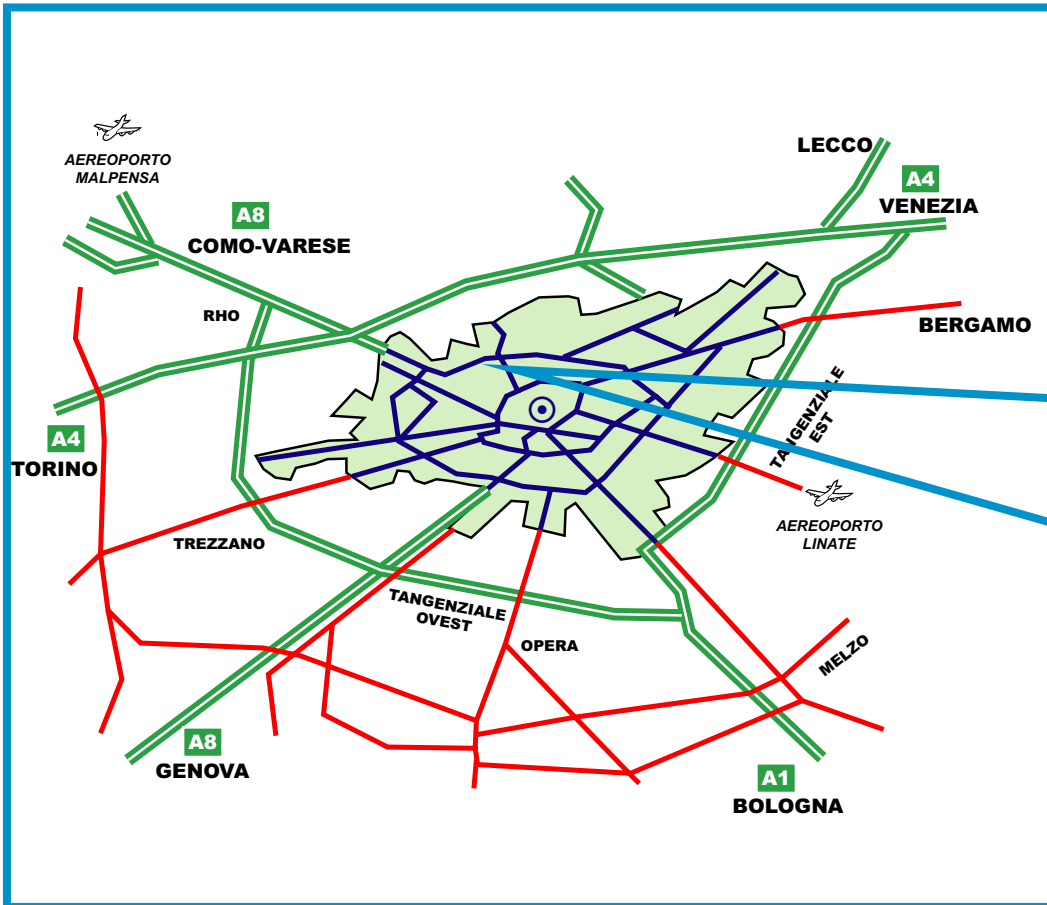 AEREOPORTO
MALPENSA
LECCO
A4
VENEZIA
A8
COMO-VARESE
RHO
BERGAMO
TANGENZIALE
EST
A4
TORINO
AEREOPORTO
LINATE
TREZZANO
TANGENZIALE
OVEST
OPERA
MELZO
A8
GENOVA
A1
BOLOGNA